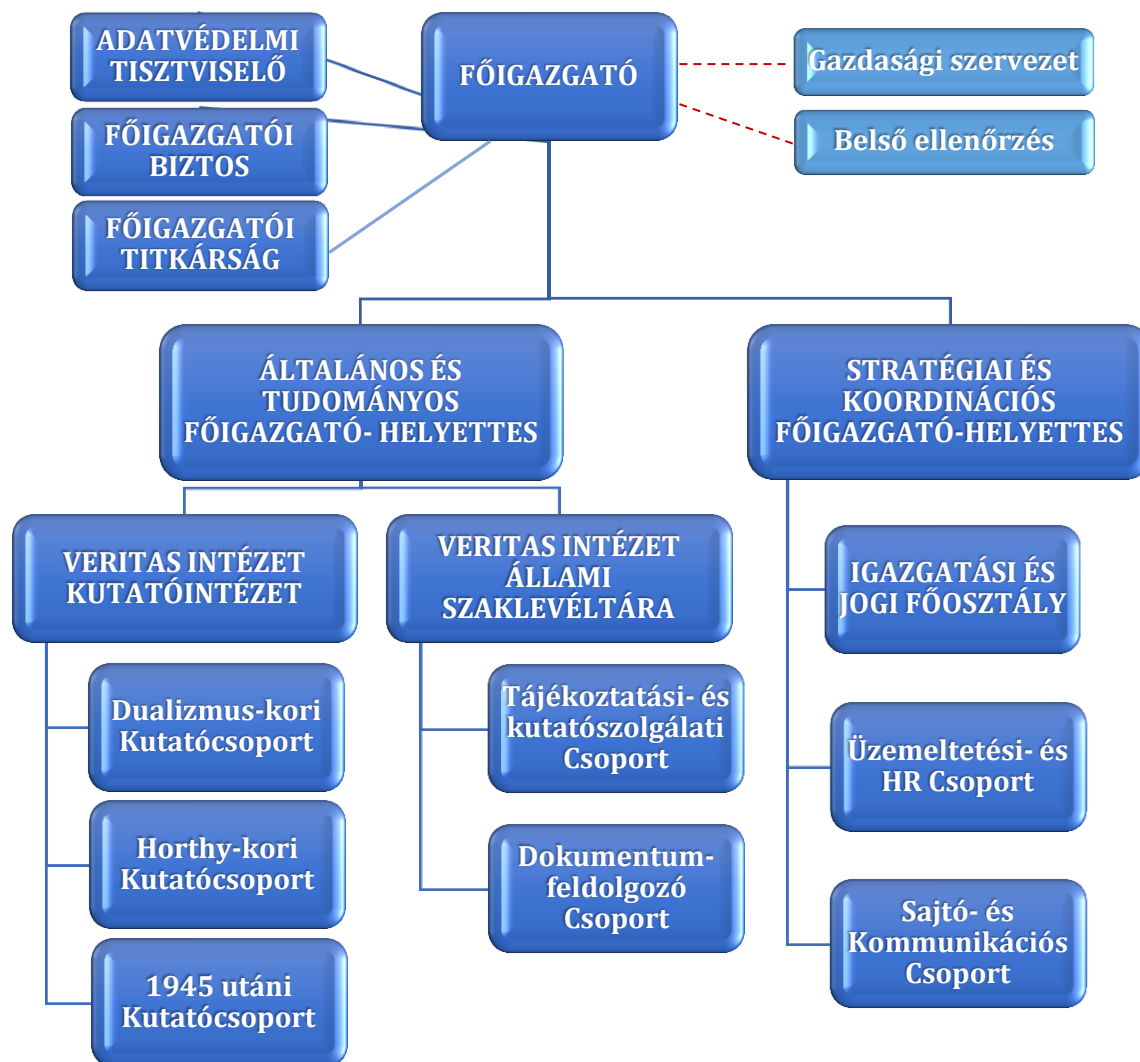 ADATVÉDELMI
TISZTVISELŐ
FŐIGAZGATÓ
Gazdasági szervezet
Belső ellenőrzés
FŐIGAZGATÓI
BIZTOS
FŐIGAZGATÓI
TITKÁRSÁG
ÁLTALÁNOS ÉS
TUDOMÁNYOS
FŐIGAZGATÓ- HELYETTES
STRATÉGIAI ÉS
KOORDINÁCIÓS
FŐIGAZGATÓ-HELYETTES
VERITAS INTÉZET
KUTATÓINTÉZET
VERITAS INTÉZET
ÁLLAMI
SZAKLEVÉLTÁRA
IGAZGATÁSI ÉS
JOGI FŐOSZTÁLY
Dualizmus-kori
Kutatócsoport
Tájékoztatási- és
kutatószolgálati
Csoport
Üzemeltetési- és
HR Csoport
Horthy-kori
Kutatócsoport
Dokumentum-
feldolgozó
Csoport
Sajtó- és
Kommunikációs
Csoport
1945 utáni
Kutatócsoport